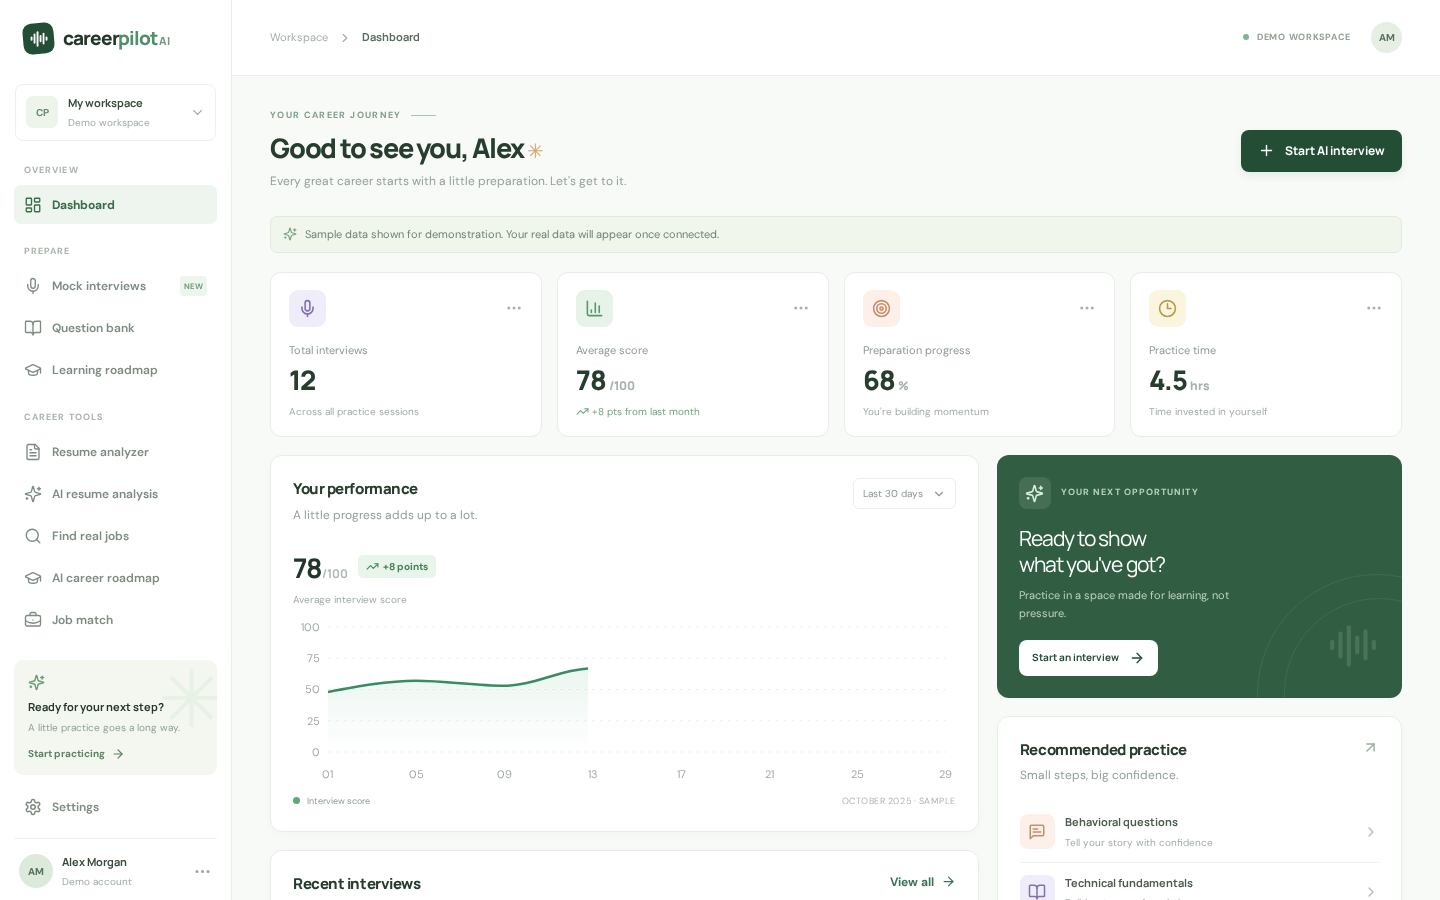 careerpilot AI
CP
My workspace
Demo workspace
OVERVIEW
Dashboard
PREPARE
Mock interviews
NEW
Question bank
Learning roadmap
CAREER TOOLS
Resume analyzer
AI resume analysis
Find real jobs
AI career roadmap
Job match
Ready for your next step?
A little practice goes a long way.
Start practicing
Settings
AM
Alex Morgan
Demo account
Workspace
Dashboard
DEMO WORKSPACE
AM
YOUR CAREER JOURNEY
Good to see you, Alex
Every great career starts with a little preparation. Let's get to it.
Start AI interview
Sample data shown for demonstration. Your real data will appear once connected.
Total interviews
12
Across all practice sessions
Average score
78 /100
+8 pts from last month
Preparation progress
68 %
You're building momentum
Practice time
4.5 hrs
Time invested in yourself
Your performance
A little progress adds up to a lot.
Last 30 days
78/100
+8 points
Average interview score
100
75
50
25
0
01 05 09 13 17 21 25 29
Interview score
OCTOBER 2025 · SAMPLE
Recent interviews
View all
YOUR NEXT OPPORTUNITY
Ready to show
what you've got?
Practice in a space made for learning, not
pressure.
Start an interview
Recommended practice
Small steps, big confidence.
Behavioral questions
Tell your story with confidence
Technical fundamentals